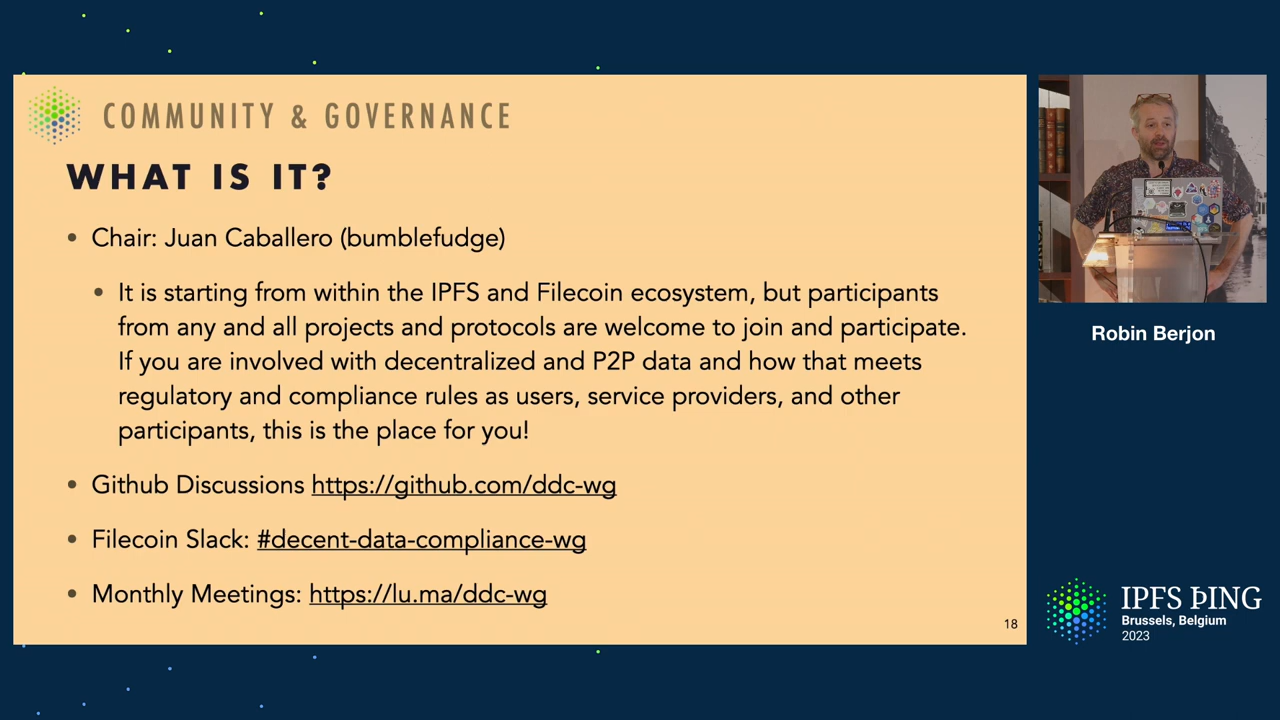 COMMUNITY & GOVERNANCE
WHAT IS IT?
• Chair: Juan Caballero (bumblefudge)
• It is starting from within the IPFS and Filecoin ecosystem, but participants
from any and all projects and protocols are welcome to join and participate.
If you are involved with decentralized and P2P data and how that meets
regulatory and compliance rules as users, service providers, and other
participants, this is the place for you!
• Github Discussions https://github.com/ddc-wg
• Filecoin Slack: #decent-data-compliance-wg
• Monthly Meetings: https://lu.ma/ddc-wg
18
Robin Berjon
IPFS ÞING
Brussels, Belgium
2023